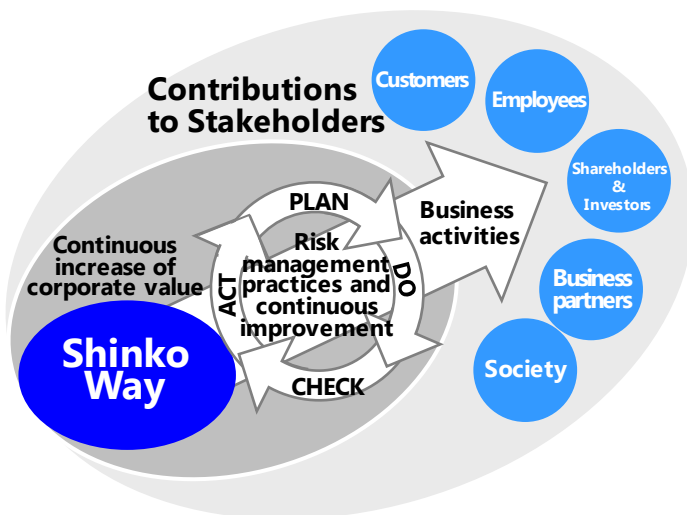 Contributions
to Stakeholders
Customers
Employees
Shareholders
&
Investors
Business
partners
Society
Business
activities
Continuous
increase of
corporate value
PLAN
DO
CHECK
ACT
Risk
management
practices and
continuous
improvement
Shinko
Way